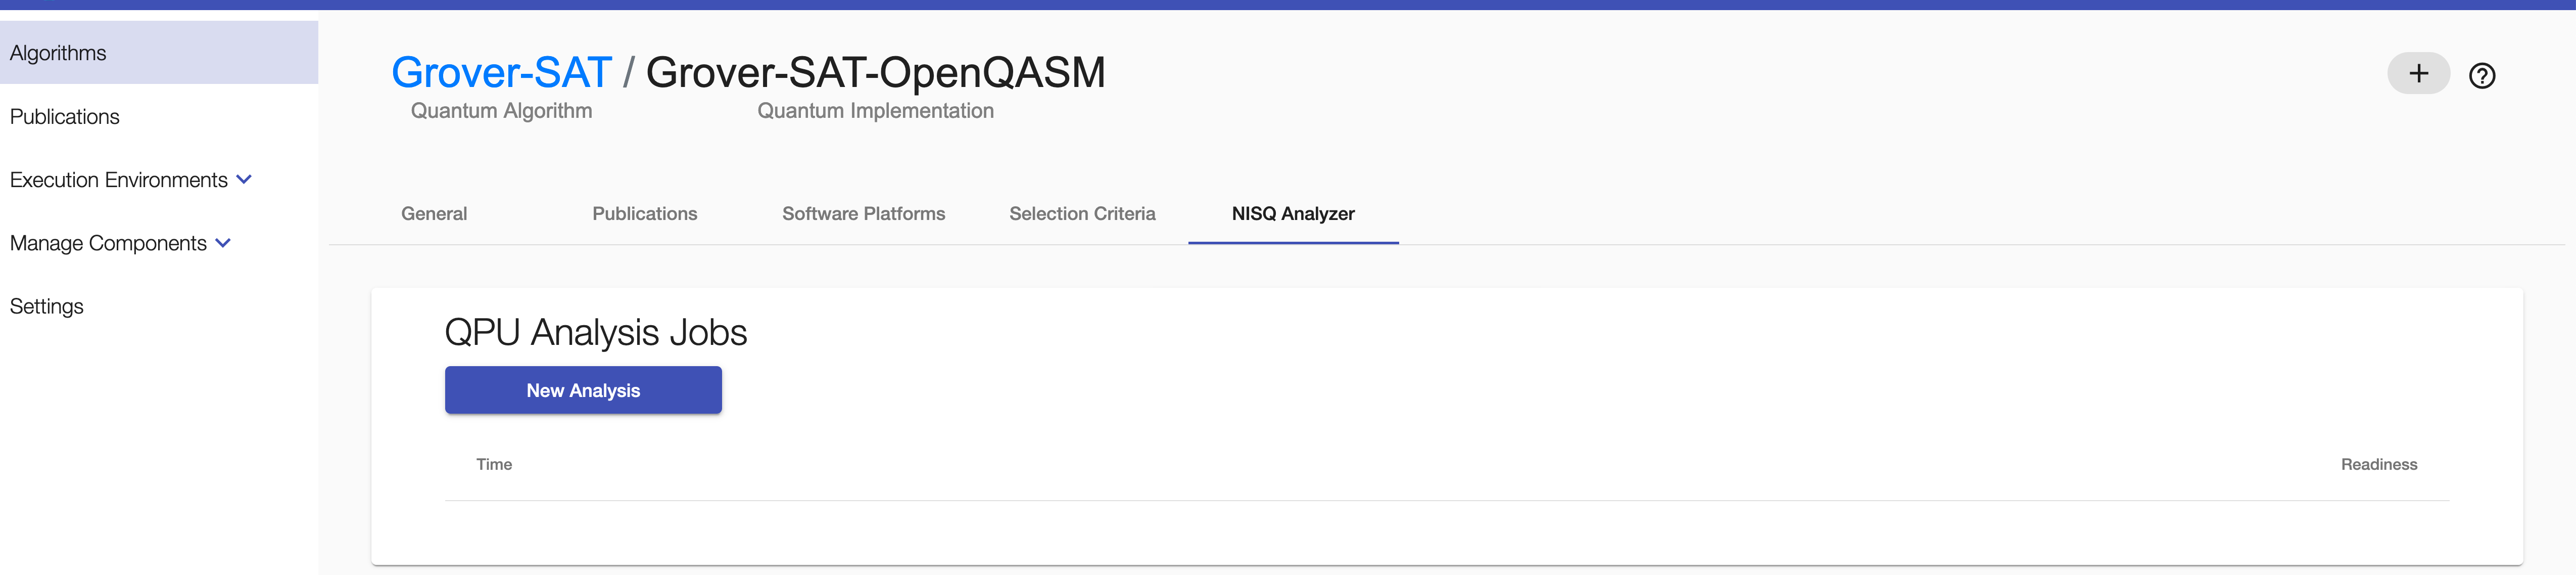 Algorithms
Publications
Execution Environments
Manage Components
Settings
Grover-SAT / Grover-SAT-OpenQASM
Quantum Algorithm Quantum Implementation
+ ?
General Publications Software Platforms Selection Criteria NISQ Analyzer
QPU Analysis Jobs
New Analysis
Time Readiness